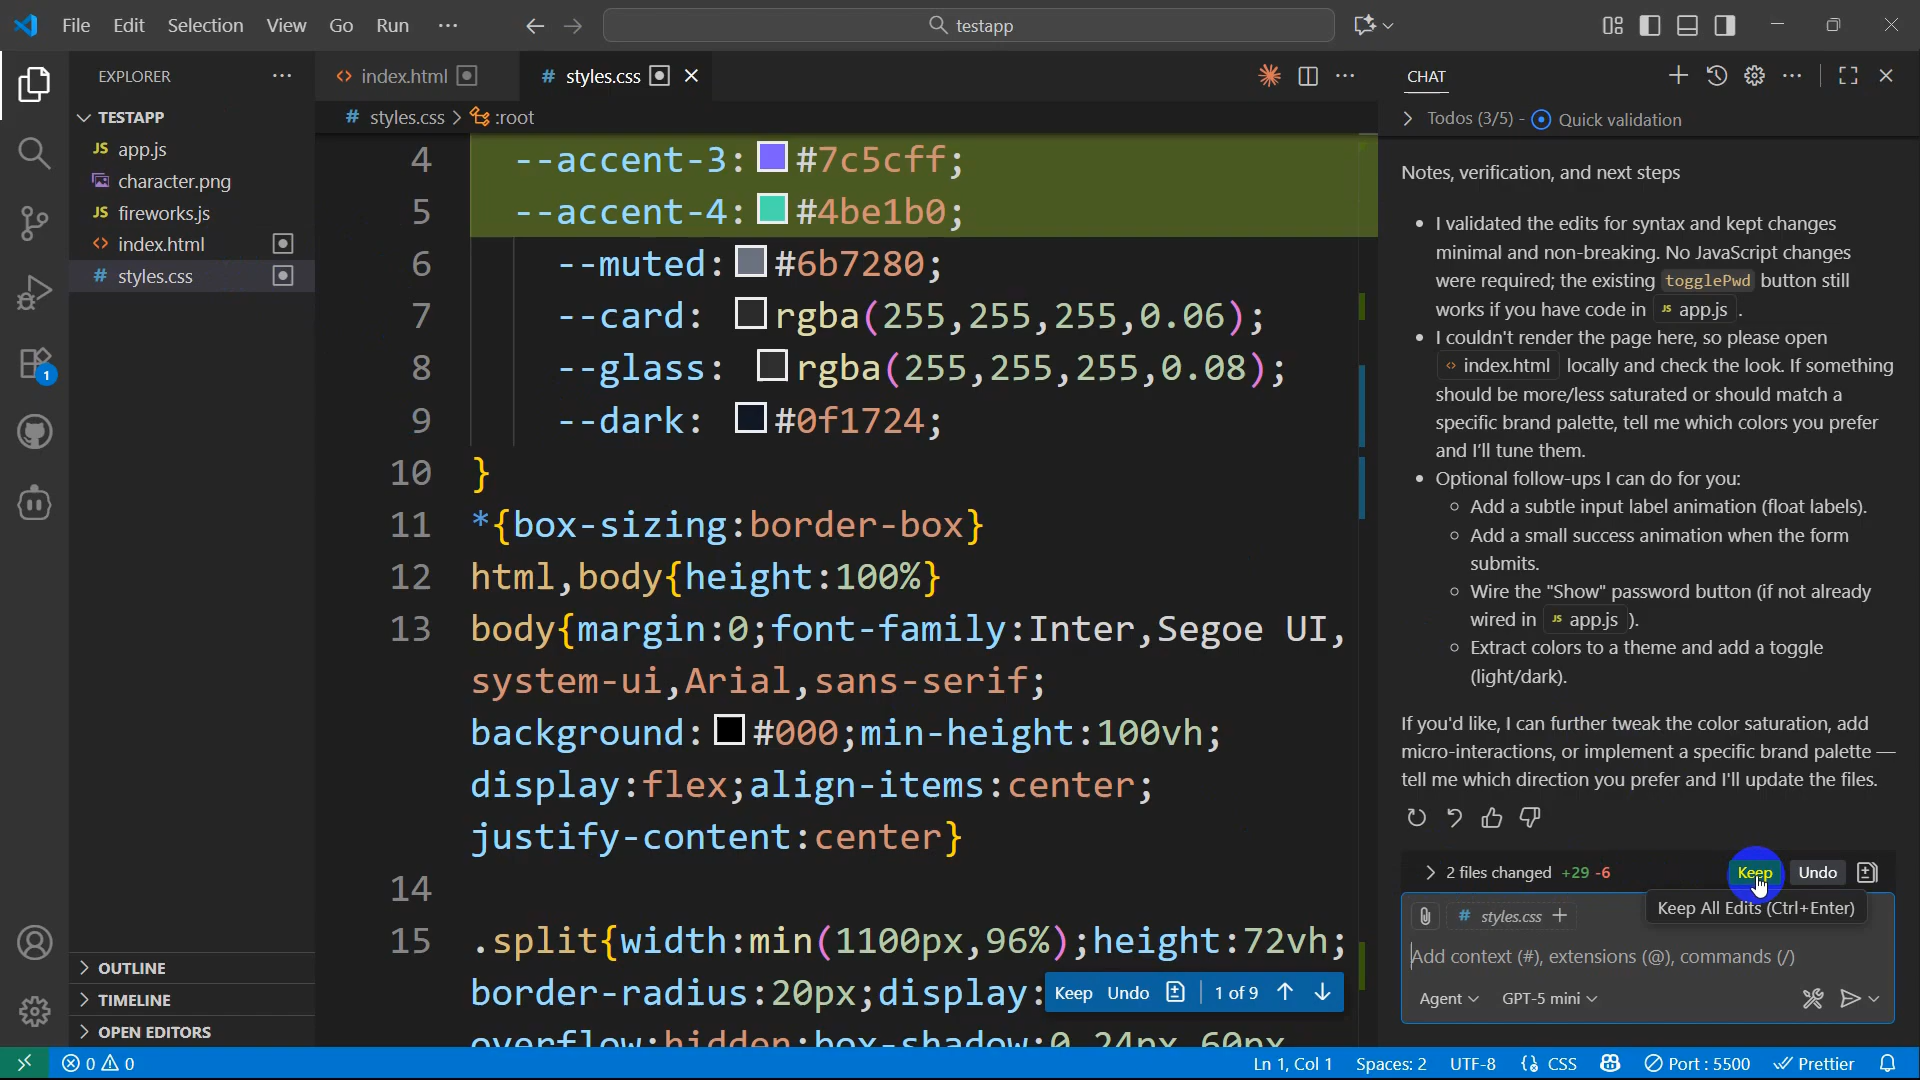 File Edit Selection View Go Run ···
testapp
EXPLORER
TESTAPP
JS app.js
character.png
JS fireworks.js
<> index.html
# styles.css
OUTLINE
TIMELINE
OPEN EDITORS
<> index.html
# styles.css
# styles.css > :root
4 --accent-3: #7c5cff;
5 --accent-4: #4be1b0;
6 --muted: #6b7280;
7 --card: rgba(255,255,255,0.06);
8 --glass: rgba(255,255,255,0.08);
9 --dark: #0f1724;
10 }
11 *{box-sizing:border-box}
12 html,body{height:100%}
13 body{margin:0;font-family:Inter,Segoe UI,
system-ui,Arial,sans-serif;
background: #000;min-height:100vh;
display:flex;align-items:center;
justify-content:center}
14
15 .split{width:min(1100px,96%);height:72vh;
border-radius:20px;display:
overflow:hidden;box-shadow:0 24px 60px
Keep Undo 1 of 9
CHAT
Todos (3/5) - Quick validation
Notes, verification, and next steps
• I validated the edits for syntax and kept changes
minimal and non-breaking. No JavaScript changes
were required; the existing togglePwd button still
works if you have code in JS app.js .
• I couldn't render the page here, so please open
<> index.html locally and check the look. If something
should be more/less saturated or should match a
specific brand palette, tell me which colors you prefer
and I'll tune them.
• Optional follow-ups I can do for you:
Add a subtle input label animation (float labels).
Add a small success animation when the form
submits.
Wire the "Show" password button (if not already
wired in JS app.js ).
Extract colors to a theme and add a toggle
(light/dark).
If you'd like, I can further tweak the color saturation, add
micro-interactions, or implement a specific brand palette —
tell me which direction you prefer and I'll update the files.
2 files changed +29 -6 Keep Undo
Keep All Edits (Ctrl+Enter)
# styles.css +
Add context (#), extensions (@), commands (/)
Agent GPT-5 mini
1
0 0
Ln 1, Col 1 Spaces: 2 UTF-8 {} CSS Port : 5500 Prettier